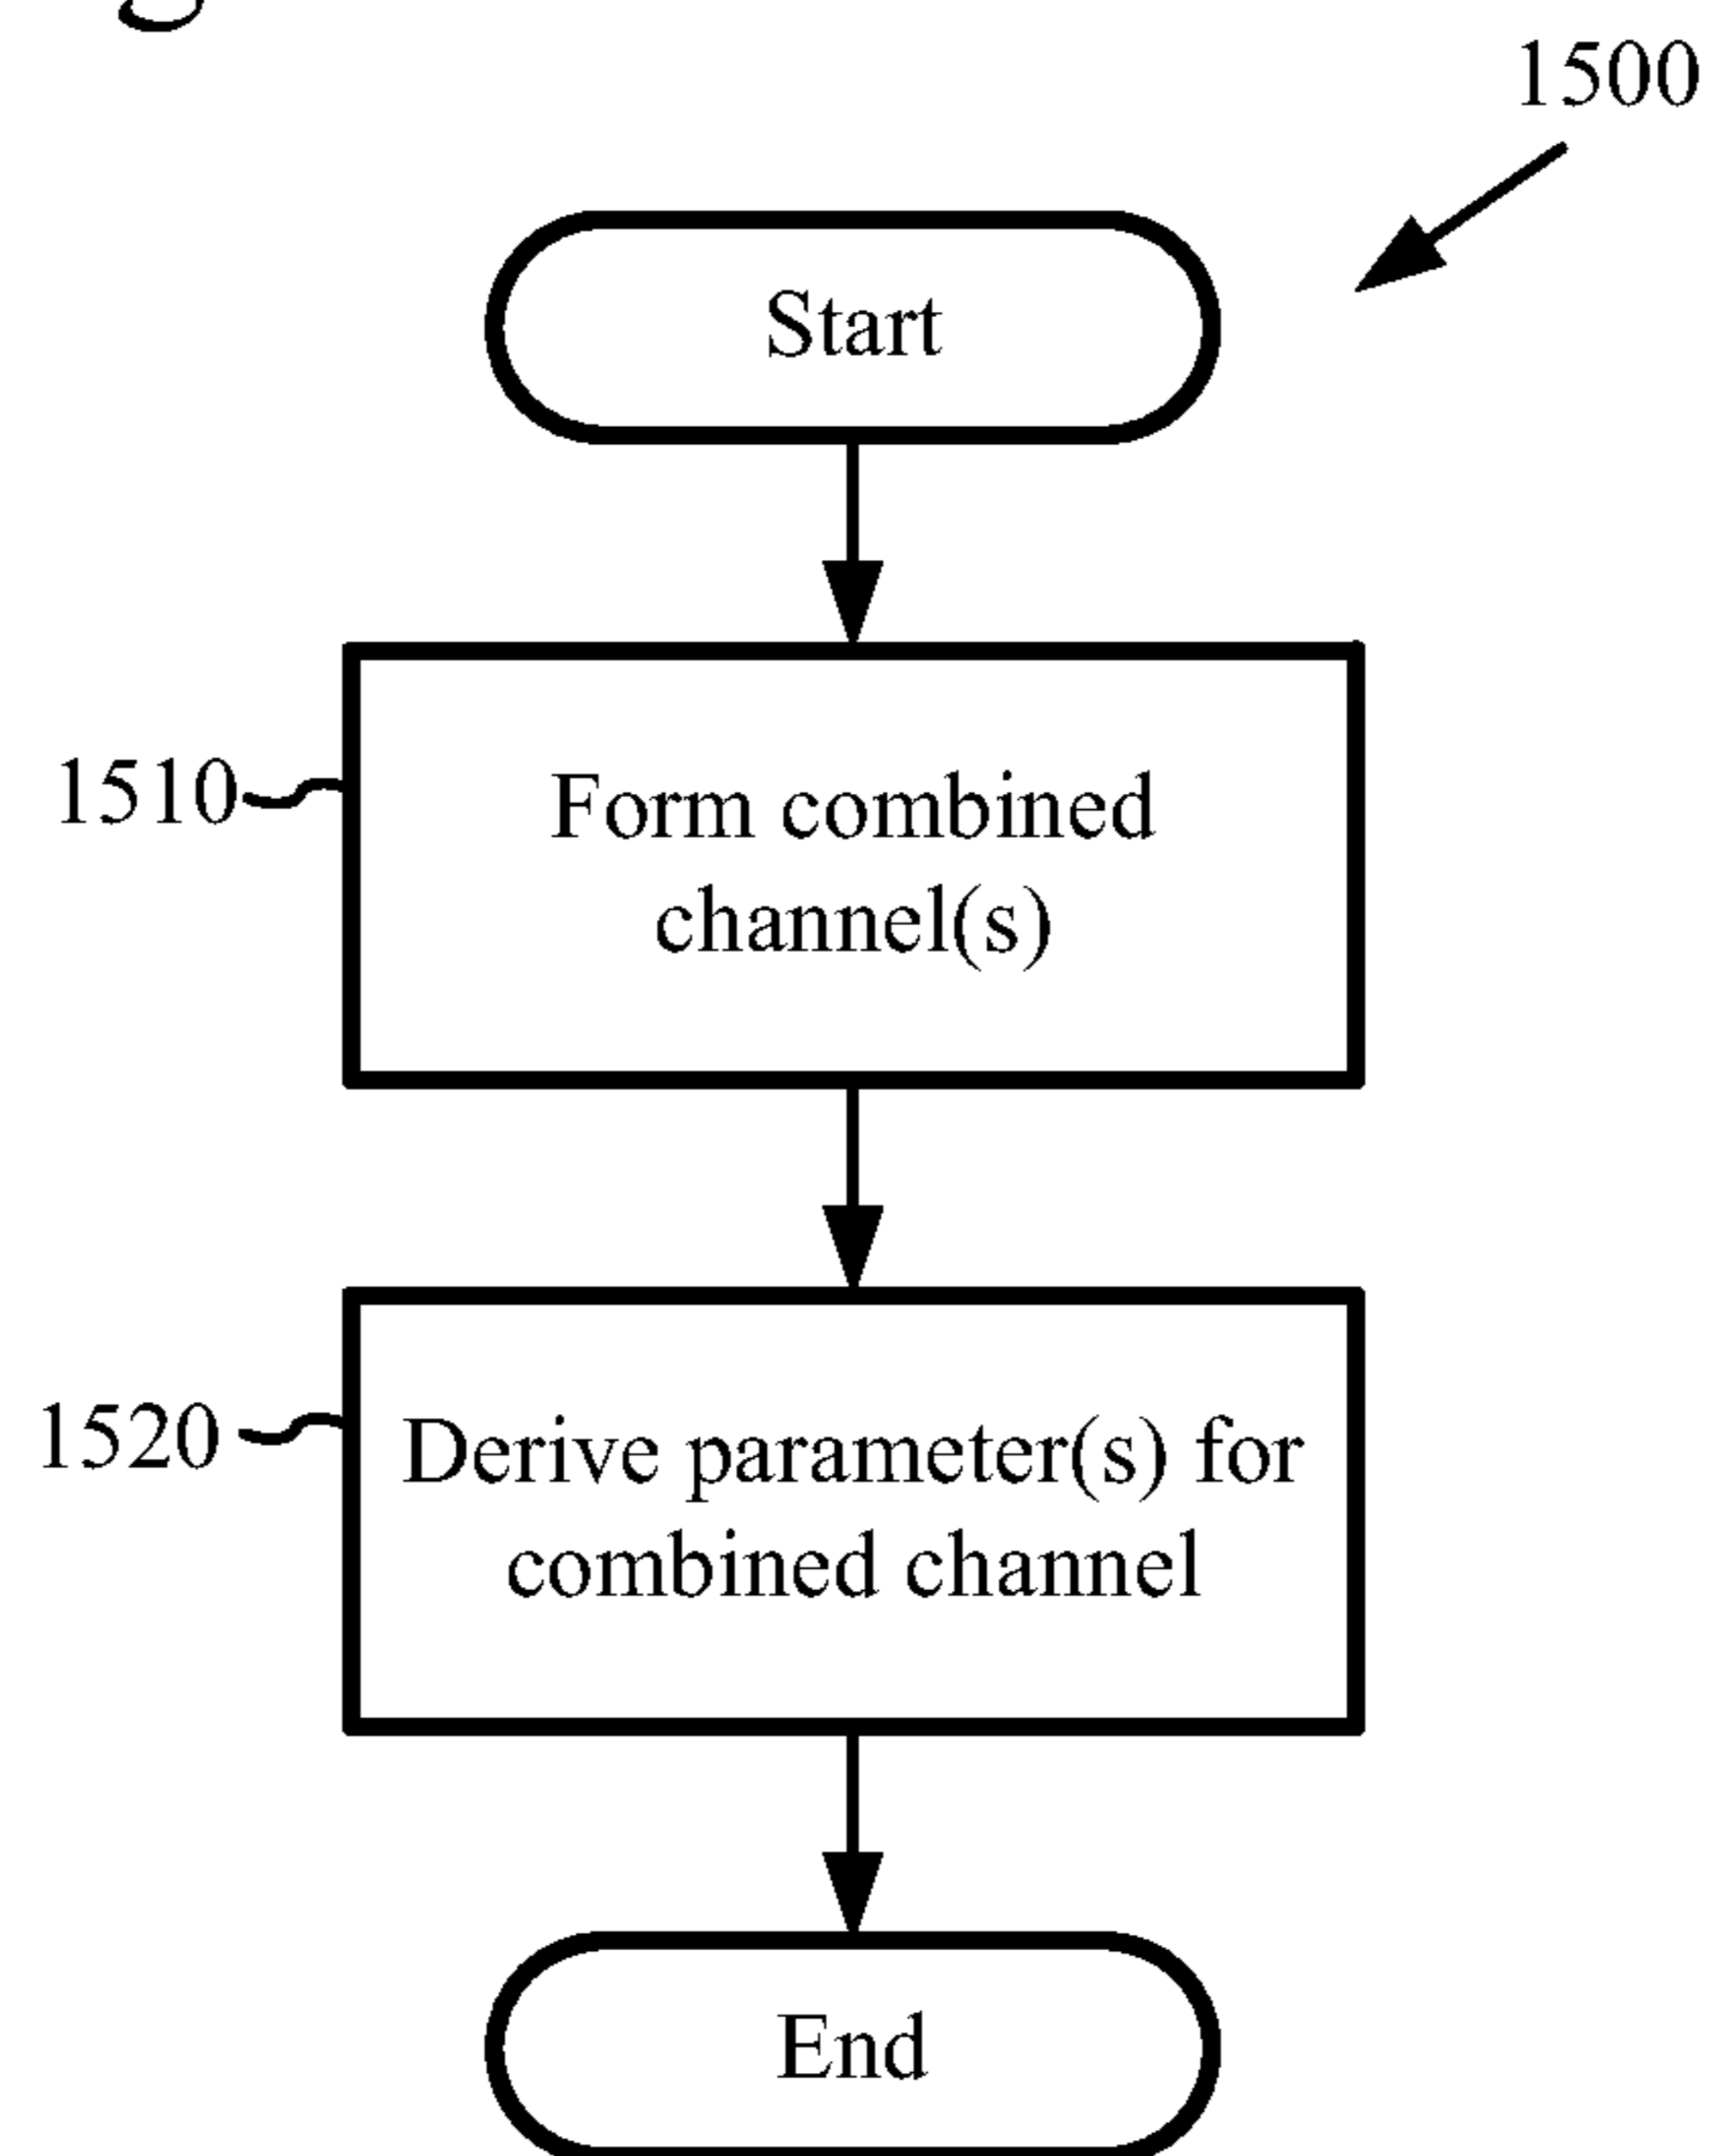 1500
Start
1510
Form combined
channel(s)
1520
Derive parameter(s) for
combined channel
End